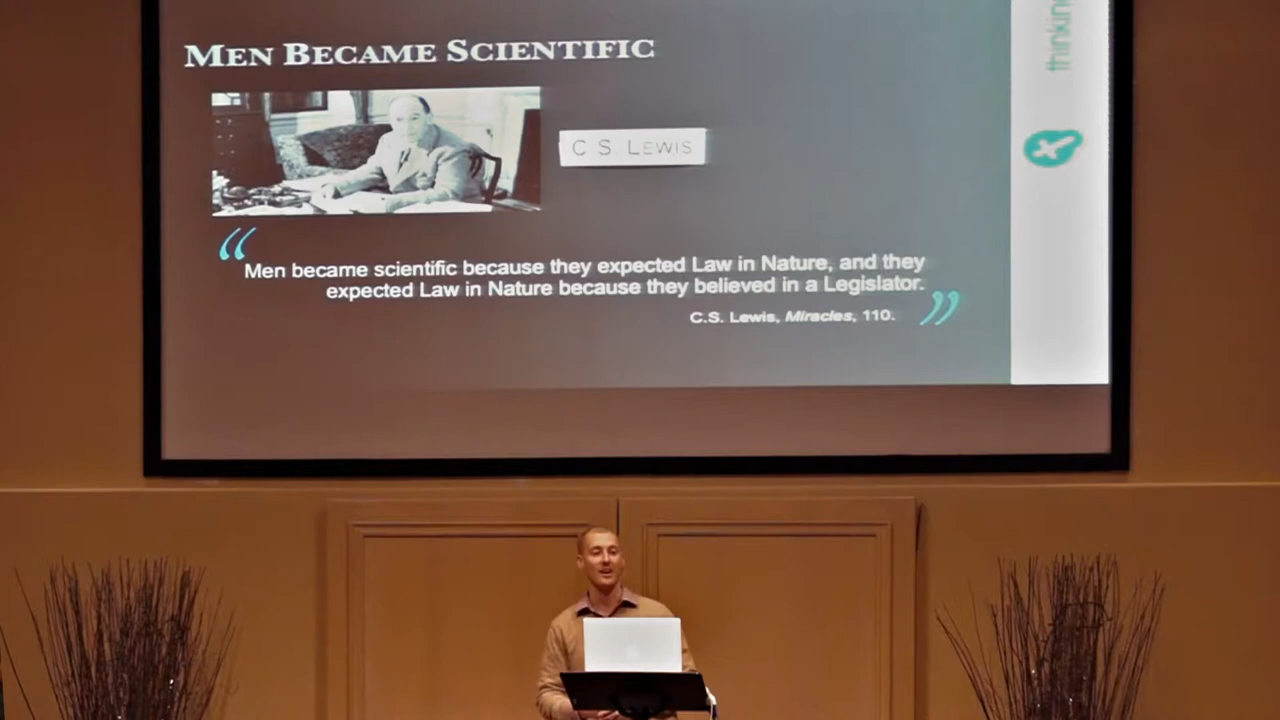 MEN BECAME SCIENTIFIC
C S LEWIS
“Men became scientific because they expected Law in Nature, and they
expected Law in Nature because they believed in a Legislator.”
C.S. Lewis, Miracles, 110.
thinking